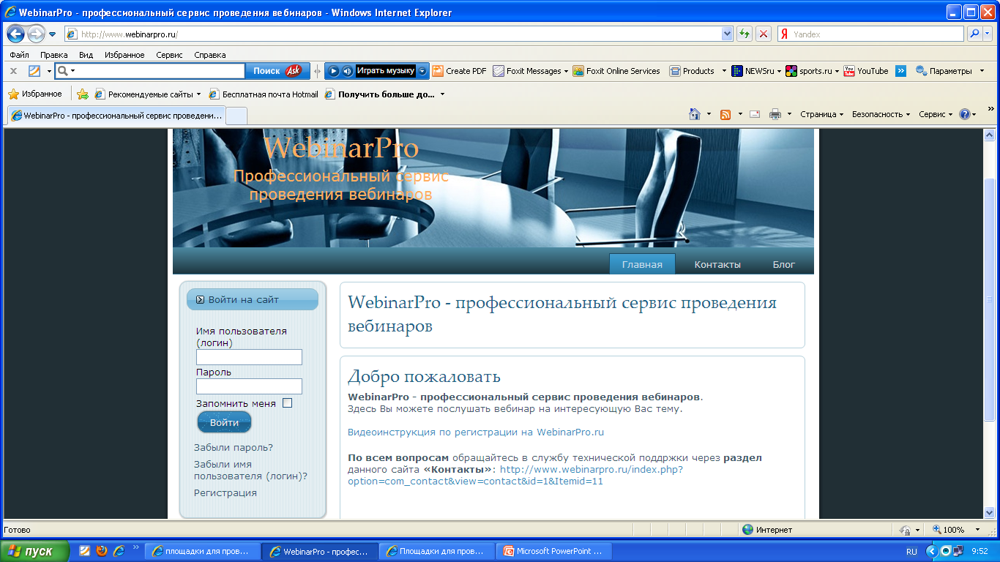 WebinarPro - профессиональный сервис проведения вебинаров - Windows Internet Explorer
http://www.webinarpro.ru/
Yandex
Файл Правка Вид Избранное Сервис Справка
Поиск Ask Играть музыку Create PDF Foxit Messages Foxit Online Services Products NEWSru sports.ru YouTube Параметры
Избранное Рекомендуемые сайты Бесплатная почта Hotmail Получить больше до...
WebinarPro - профессиональный сервис проведени... Страница Безопасность Сервис
WebinarPro
Профессиональный сервис
проведения вебинаров
Главная Контакты Блог
Войти на сайт
Имя пользователя
(логин)
Пароль
Запомнить меня
Войти
Забыли пароль?
Забыли имя
пользователя (логин)?
Регистрация
WebinarPro - профессиональный сервис проведения
вебинаров
Добро пожаловать
WebinarPro - профессиональный сервис проведения вебинаров.
Здесь Вы можете послушать вебинар на интересующую Вас тему.
Видеоинструкция по регистрации на WebinarPro.ru
По всем вопросам обращайтесь в службу технической поддржки через раздел
данного сайта «Контакты»: http://www.webinarpro.ru/index.php?
option=com_contact&view=contact&id=1&Itemid=11
Готово Интернет 100%
пуск площадки для пров... WebinarPro - профес... Площадки для пров... Microsoft PowerPoint ... RU 9:52